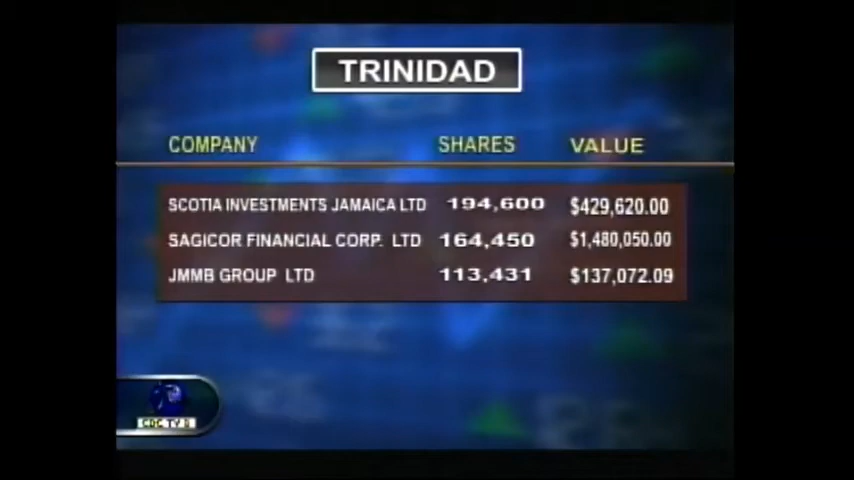 TRINIDAD
COMPANY SHARES VALUE
SCOTIA INVESTMENTS JAMAICA LTD 194,600 $429,620.00
SAGICOR FINANCIAL CORP. LTD 164,450 $1,480,050.00
JMMB GROUP LTD 113,431 $137,072.09
CDC TV 8